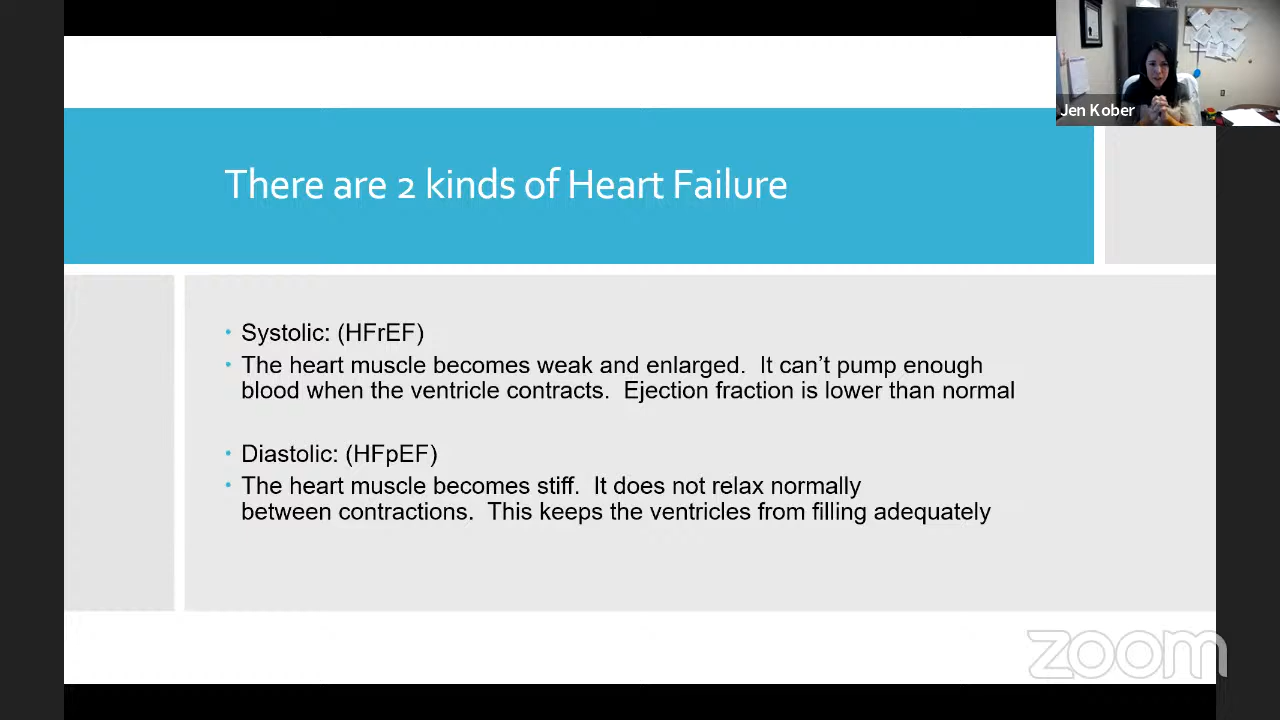 Jen Kober
There are 2 kinds of Heart Failure
• Systolic: (HFrEF)
• The heart muscle becomes weak and enlarged.  It can’t pump enough
blood when the ventricle contracts.  Ejection fraction is lower than normal
• Diastolic: (HFpEF)
• The heart muscle becomes stiff.  It does not relax normally
between contractions.  This keeps the ventricles from filling adequately
zoom